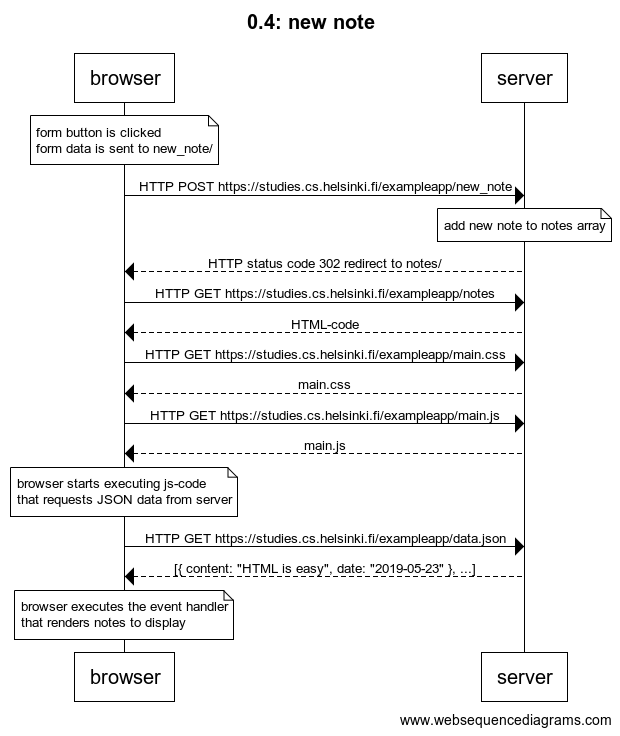 0.4: new note
browser
server
form button is clicked
form data is sent to new_note/
HTTP POST https://studies.cs.helsinki.fi/exampleapp/new_note
add new note to notes array
HTTP status code 302 redirect to notes/
HTTP GET https://studies.cs.helsinki.fi/exampleapp/notes
HTML-code
HTTP GET https://studies.cs.helsinki.fi/exampleapp/main.css
main.css
HTTP GET https://studies.cs.helsinki.fi/exampleapp/main.js
main.js
browser starts executing js-code
that requests JSON data from server
HTTP GET https://studies.cs.helsinki.fi/exampleapp/data.json
[{ content: "HTML is easy", date: "2019-05-23" }, ...]
browser executes the event handler
that renders notes to display
browser
server
www.websequencediagrams.com